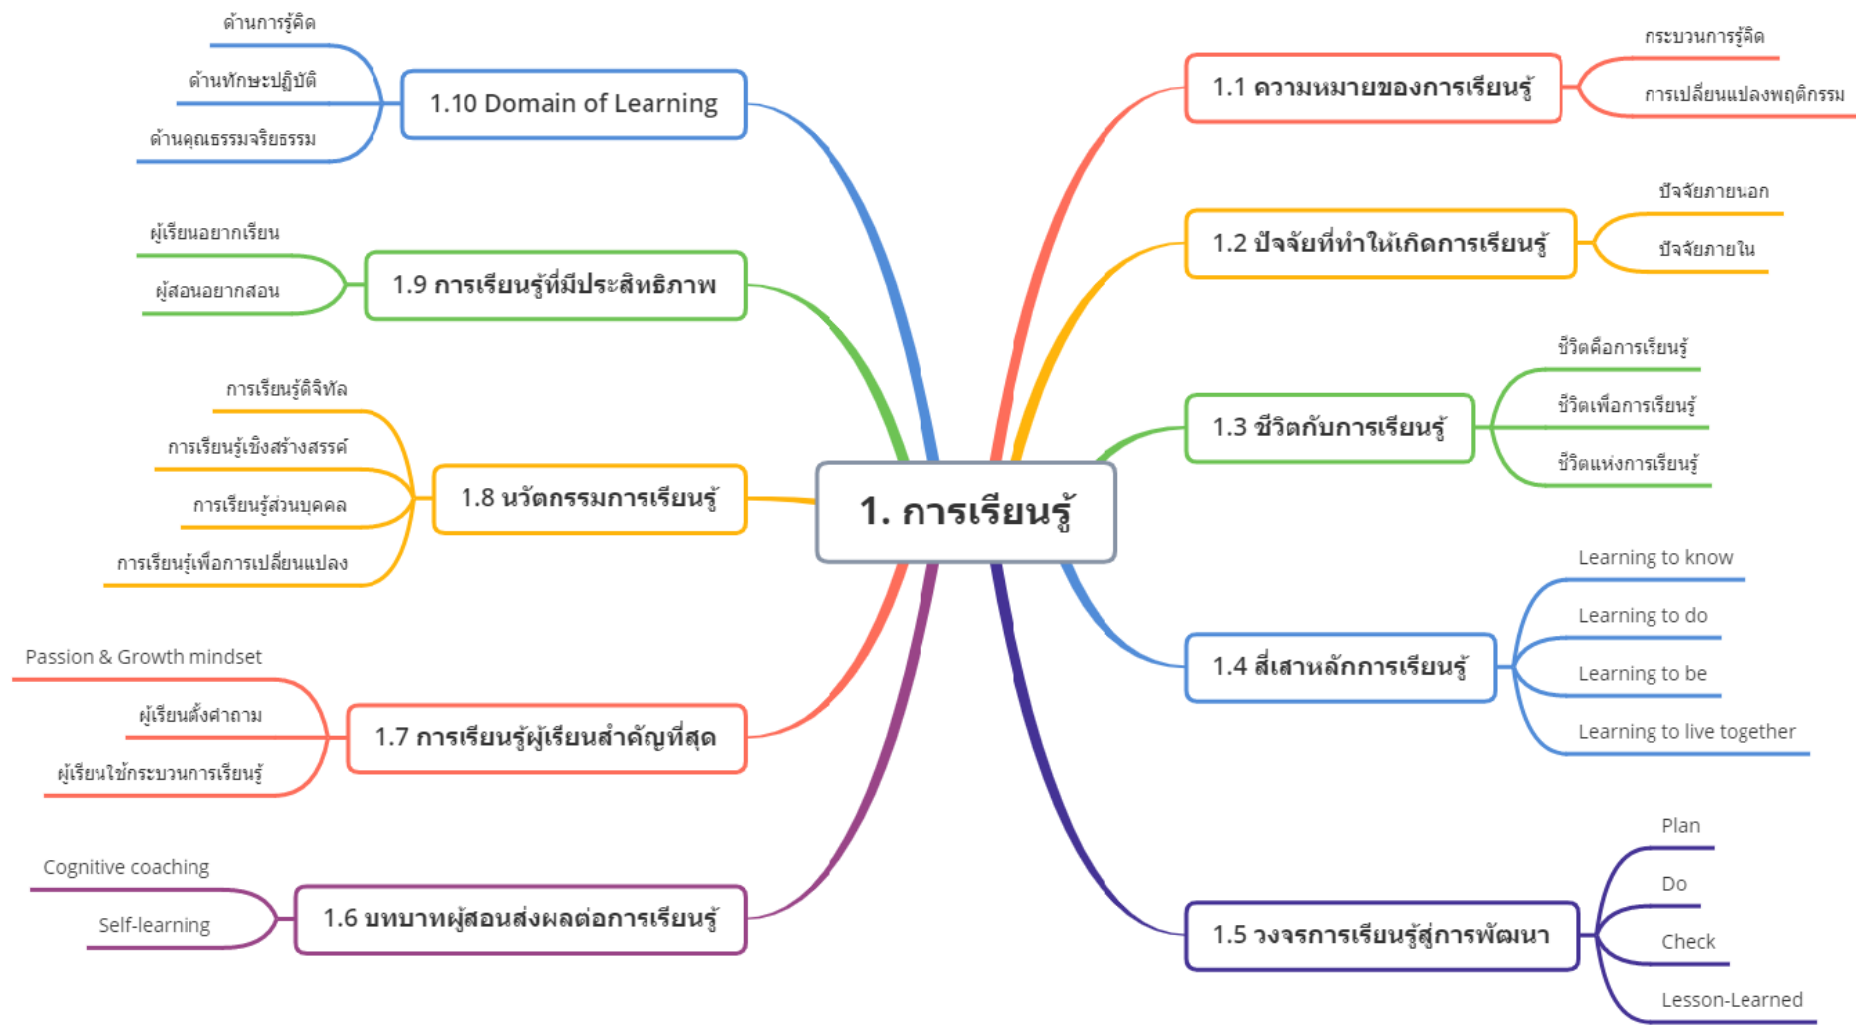 1. การเรียนรู้
1.1 ความหมายของการเรียนรู้
กระบวนการรู้คิด
การเปลี่ยนแปลงพฤติกรรม
1.2 ปัจจัยที่ทำให้เกิดการเรียนรู้
ปัจจัยภายนอก
ปัจจัยภายใน
1.3 ชีวิตกับการเรียนรู้
ชีวิตคือการเรียนรู้
ชีวิตเพื่อการเรียนรู้
ชีวิตแห่งการเรียนรู้
1.4 สี่เสาหลักการเรียนรู้
Learning to know
Learning to do
Learning to be
Learning to live together
1.5 วงจรการเรียนรู้สู่การพัฒนา
Plan
Do
Check
Lesson-Learned
1.6 บทบาทผู้สอนส่งผลต่อการเรียนรู้
Cognitive coaching
Self-learning
1.7 การเรียนรู้ผู้เรียนสำคัญที่สุด
Passion & Growth mindset
ผู้เรียนตั้งคำถาม
ผู้เรียนใช้กระบวนการเรียนรู้
1.8 นวัตกรรมการเรียนรู้
การเรียนรู้ดิจิทัล
การเรียนรู้เชิงสร้างสรรค์
การเรียนรู้ส่วนบุคคล
การเรียนรู้เพื่อการเปลี่ยนแปลง
1.9 การเรียนรู้ที่มีประสิทธิภาพ
ผู้เรียนอยากเรียน
ผู้สอนอยากสอน
1.10 Domain of Learning
ด้านการรู้คิด
ด้านทักษะปฏิบัติ
ด้านคุณธรรมจริยธรรม